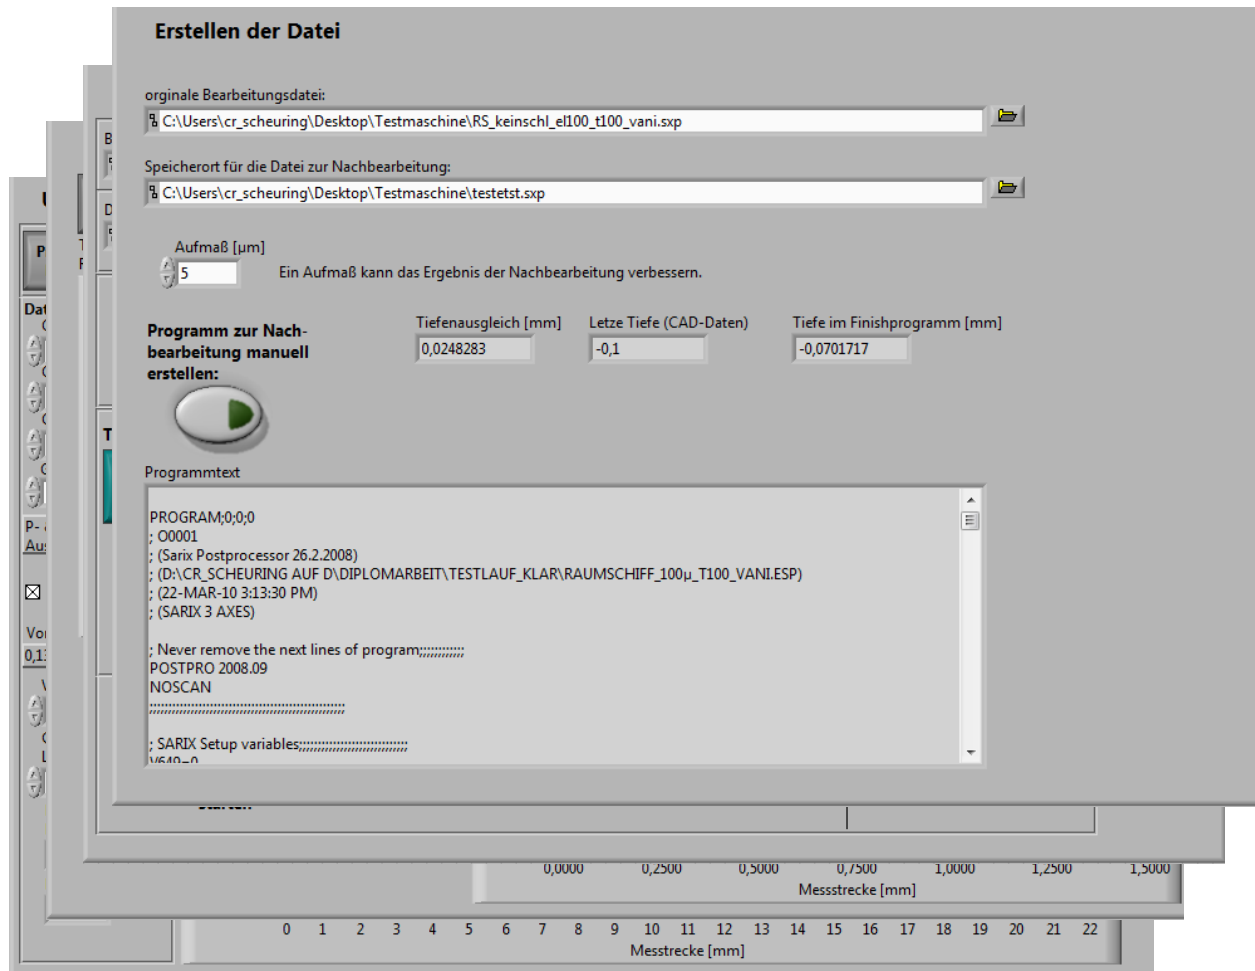 Erstellen der Datei
orginale Bearbeitungsdatei:
C:\Users\cr_scheuring\Desktop\Testmaschine\RS_keinschl_el100_t100_vani.sxp
Speicherort für die Datei zur Nachbearbeitung:
C:\Users\cr_scheuring\Desktop\Testmaschine\testetst.sxp
Aufmaß [µm]
5
Ein Aufmaß kann das Ergebnis der Nachbearbeitung verbessern.
Programm zur Nach-
bearbeitung manuell
erstellen:
Tiefenausgleich [mm]
0,0248283
Letze Tiefe (CAD-Daten)
-0,1
Tiefe im Finishprogramm [mm]
-0,0701717
Programmtext
PROGRAM;0;0;0
; O0001
; (Sarix Postprocessor 26.2.2008)
; (D:\CR_SCHEURING AUF D\DIPLOMARBEIT\TESTLAUF_KLAR\RAUMSCHIFF_100µ_T100_VANI.ESP)
; (22-MAR-10 3:13:30 PM)
; (SARIX 3 AXES)
; Never remove the next lines of program;;;;;;;;;;;;
POSTPRO 2008.09
NOSCAN
;;;;;;;;;;;;;;;;;;;;;;;;;;;;;;;;;;;;;;;;;;;;;;;;;;;;
; SARIX Setup variables;;;;;;;;;;;;;;;;;;;;;;;;;;;;;
V649=0
0,0000 0,2500 0,5000 0,7500 1,0000 1,2500 1,5000
Messstrecke [mm]
0 1 2 3 4 5 6 7 8 9 10 11 12 13 14 15 16 17 18 19 20 21 22
Messtrecke [mm]